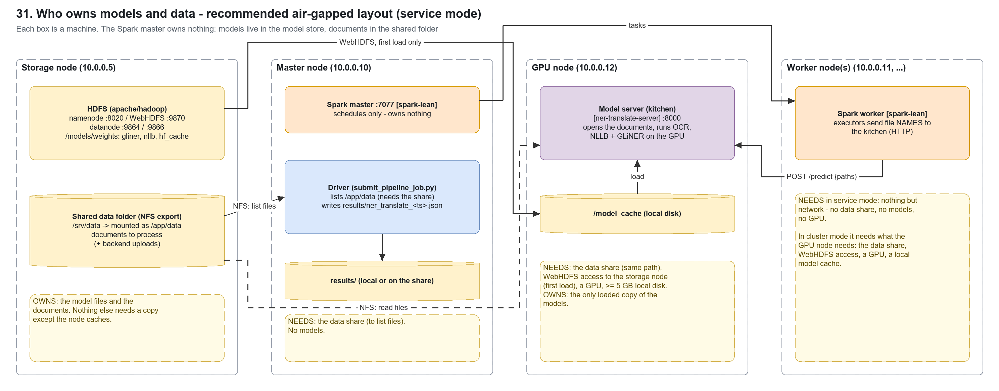 31. Who owns models and data - recommended air-gapped layout (service mode)
Each box is a machine. The Spark master owns nothing: models live in the model store, documents in the shared folder
tasks
WebHDFS, first load only
Storage node (10.0.0.5)
HDFS (apache/hadoop)
namenode :8020 / WebHDFS :9870
datanode :9864 / :9866
/models/weights: gliner, nllb, hf_cache
Shared data folder (NFS export)
/srv/data -> mounted as /app/data
documents to process
(+ backend uploads)
OWNS: the model files and the
documents. Nothing else needs a copy
except the node caches.
NFS: list files
Master node (10.0.0.10)
Spark master :7077 [spark-lean]
schedules only - owns nothing
Driver (submit_pipeline_job.py)
lists /app/data (needs the share)
writes results/ner_translate_<ts>.json
results/ (local or on the share)
NFS: read files
NEEDS: the data share (to list files).
No models.
GPU node (10.0.0.12)
Model server (kitchen)
[ner-translate-server] :8000
opens the documents, runs OCR,
NLLB + GLiNER on the GPU
load
/model_cache (local disk)
NEEDS: the data share (same path),
WebHDFS access to the storage node
(first load), a GPU, >= 5 GB local disk.
OWNS: the only loaded copy of the
models.
Worker node(s) (10.0.0.11, ...)
Spark worker [spark-lean]
executors send file NAMES to
the kitchen (HTTP)
POST /predict {paths}
NEEDS in service mode: nothing but
network - no data share, no models,
no GPU.
In cluster mode it needs what the
GPU node needs: the data share,
WebHDFS access, a GPU, a local
model cache.